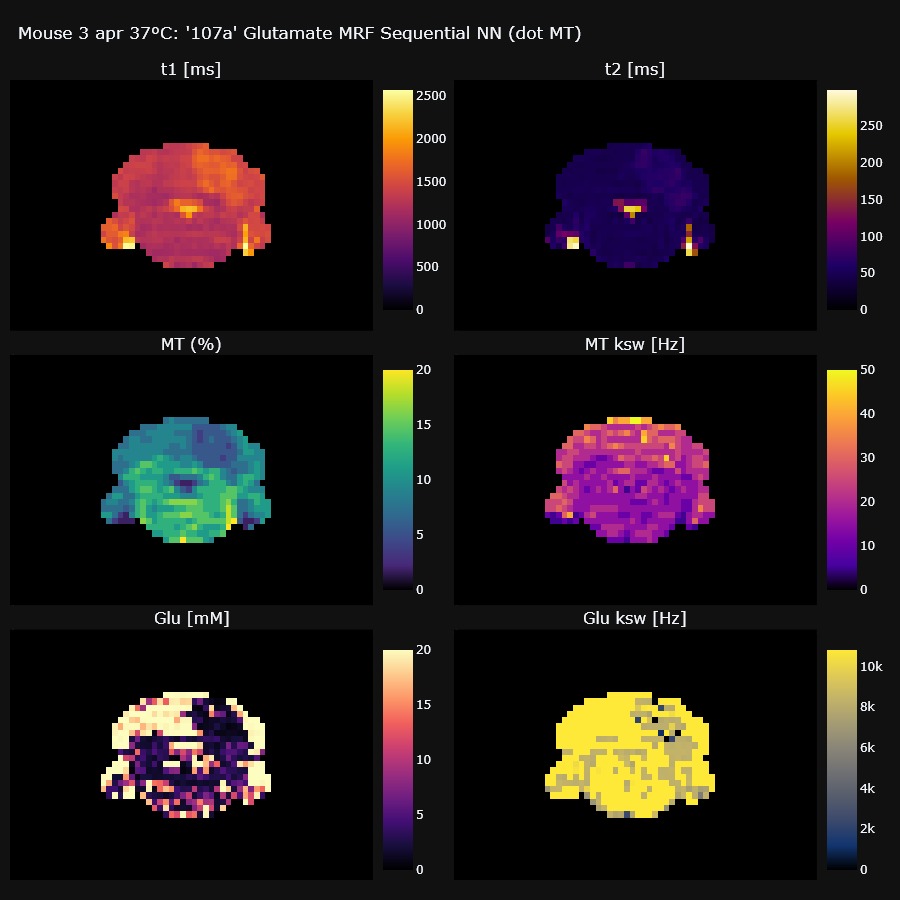 Mouse 3 apr 37ºC: '107a' Glutamate MRF Sequential NN (dot MT)
t1 [ms]
t2 [ms]
2500
2000
1500
1000
500
0
250
200
150
100
50
0
MT (%)
MT ksw [Hz]
20
15
10
5
0
50
40
30
20
10
0
Glu [mM]
Glu ksw [Hz]
20
15
10
5
0
10k
8k
6k
4k
2k
0